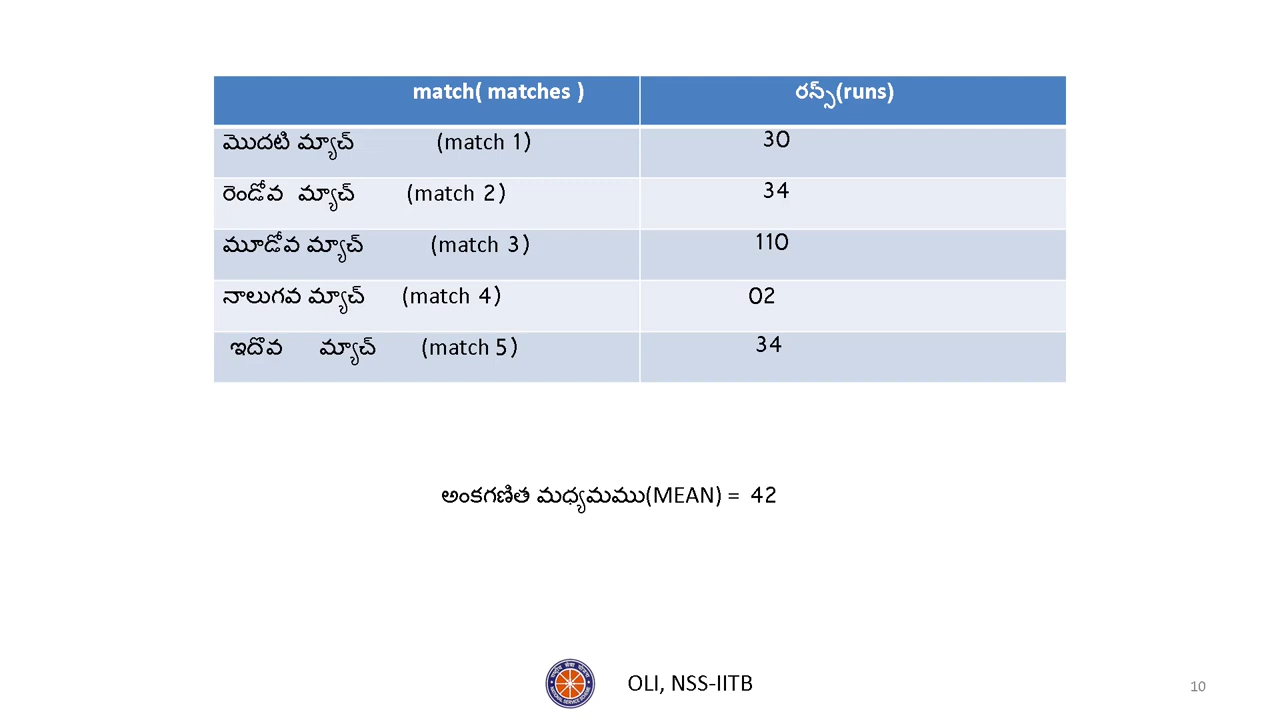 match( matches ) రన్స్(runs)
మొదటి మ్యాచ్ (match 1) 30
రెండోవ మ్యాచ్ (match 2) 34
మూడోవ మ్యాచ్ (match 3) 110
నాలుగవ మ్యాచ్ (match 4) 02
ఇదొవ మ్యాచ్ (match 5) 34
అంకగణిత మధ్యమము(MEAN) = 42
OLI, NSS-IITB
10